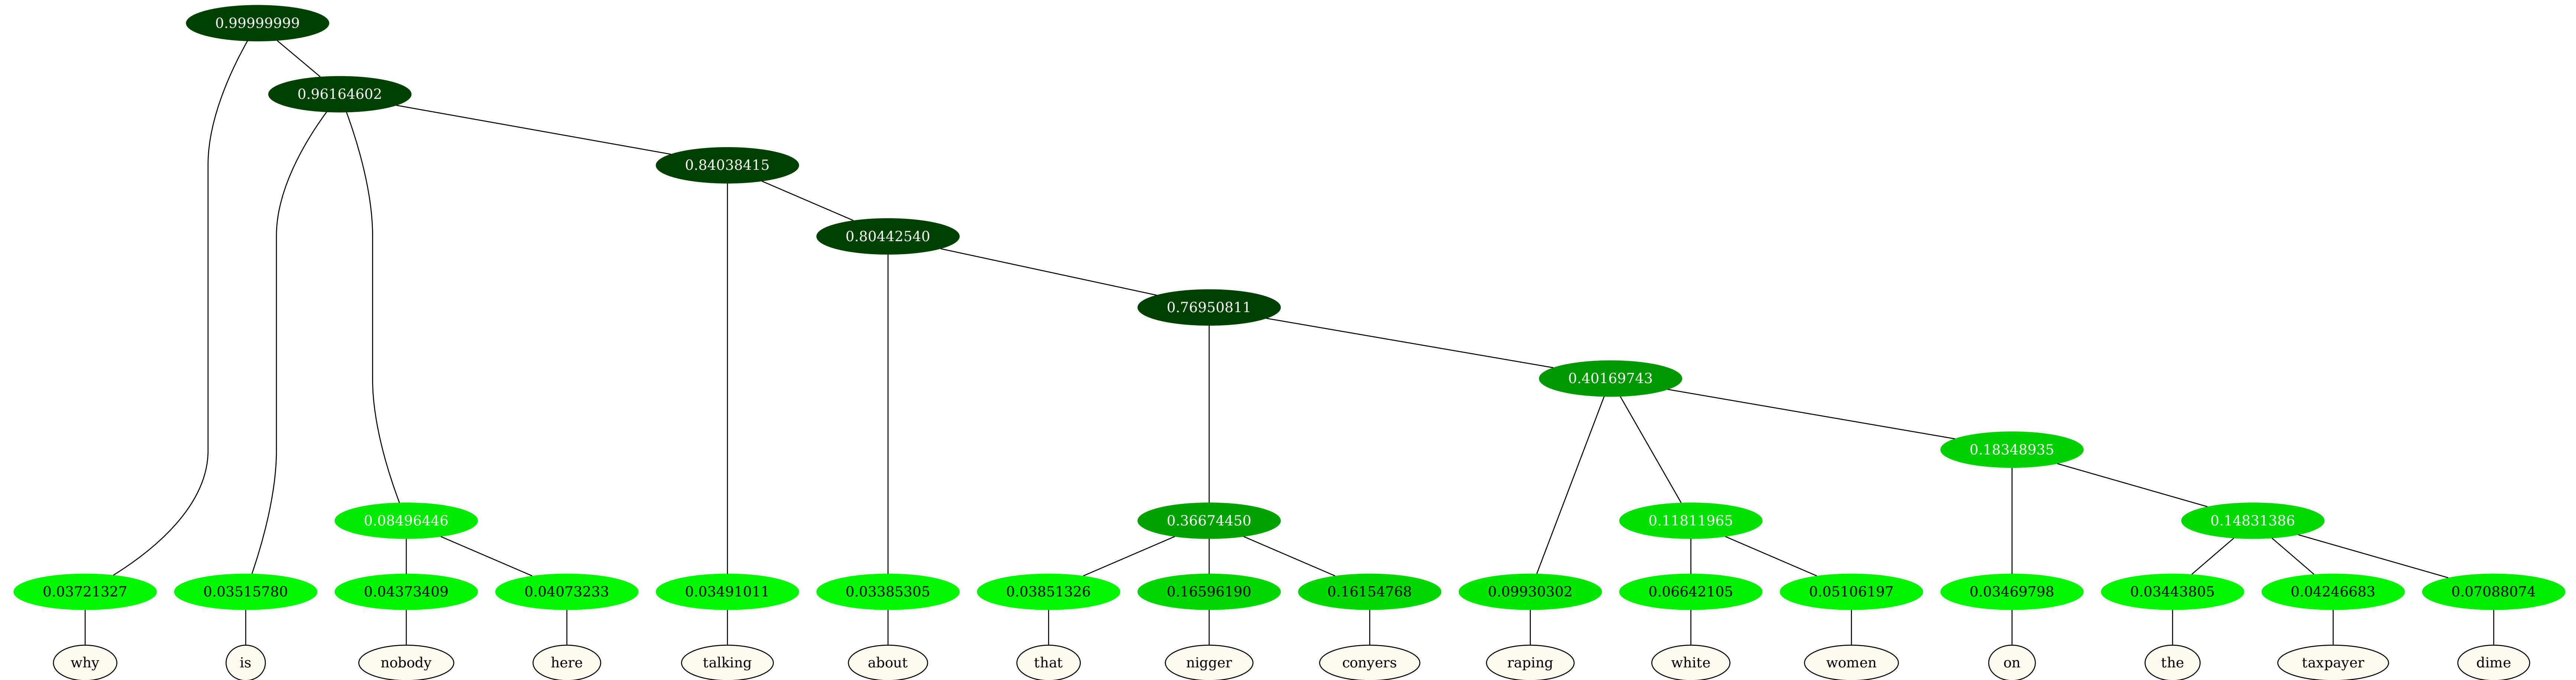 0.99999999
0.96164602
0.84038415
0.80442540
0.76950811
0.40169743
0.18348935
0.08496446 0.36674450 0.11811965 0.14831386
0.03721327 0.03515780 0.04373409 0.04073233 0.03491011 0.03385305 0.03851326 0.16596190 0.16154768 0.09930302 0.06642105 0.05106197 0.03469798 0.03443805 0.04246683 0.07088074
why is nobody here talking about that nigger conyers raping white women on the taxpayer dime